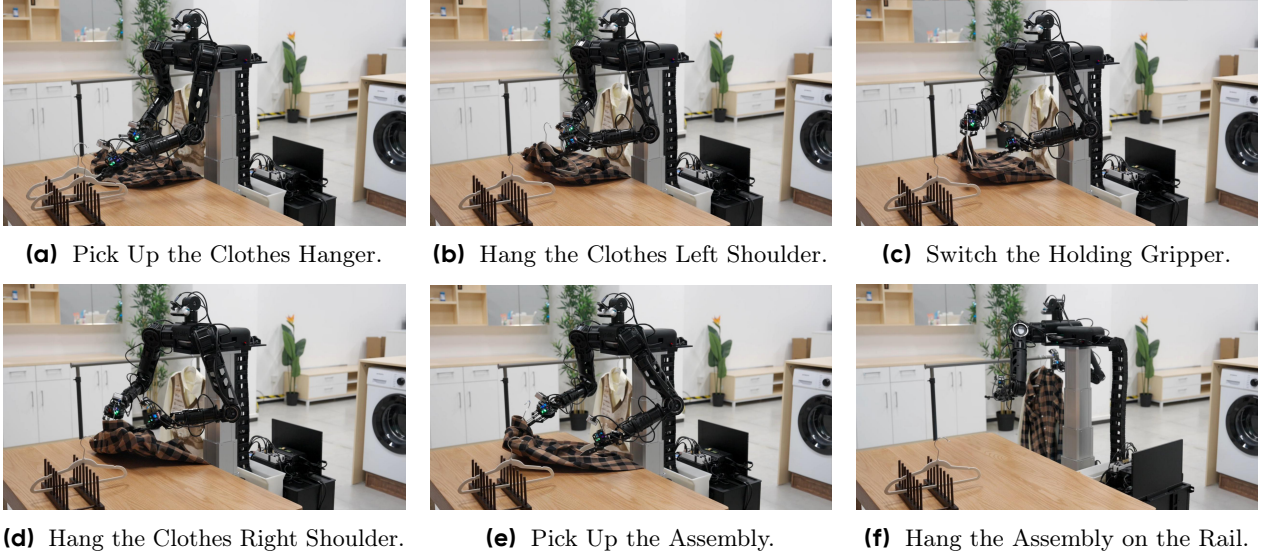 (a) Pick Up the Clothes Hanger.
(b) Hang the Clothes Left Shoulder.
(c) Switch the Holding Gripper.
(d) Hang the Clothes Right Shoulder.
(e) Pick Up the Assembly.
(f) Hang the Assembly on the Rail.